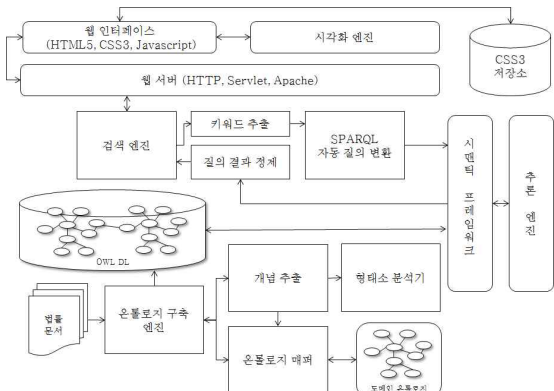 웹 인터페이스
(HTML5, CSS3, Javascript)
시각화 엔진
CSS3
저장소
웹 서버 (HTTP, Servlet, Apache)
검색 엔진
키워드 추출
질의 결과 정제
SPARQL
자동 질의 변환
시맨틱 프레임워크
추론 엔진
OWL DL
법률
문서
온톨로지 구축
엔진
개념 추출
형태소 분석기
온톨로지 매퍼
도메인 온톨로지